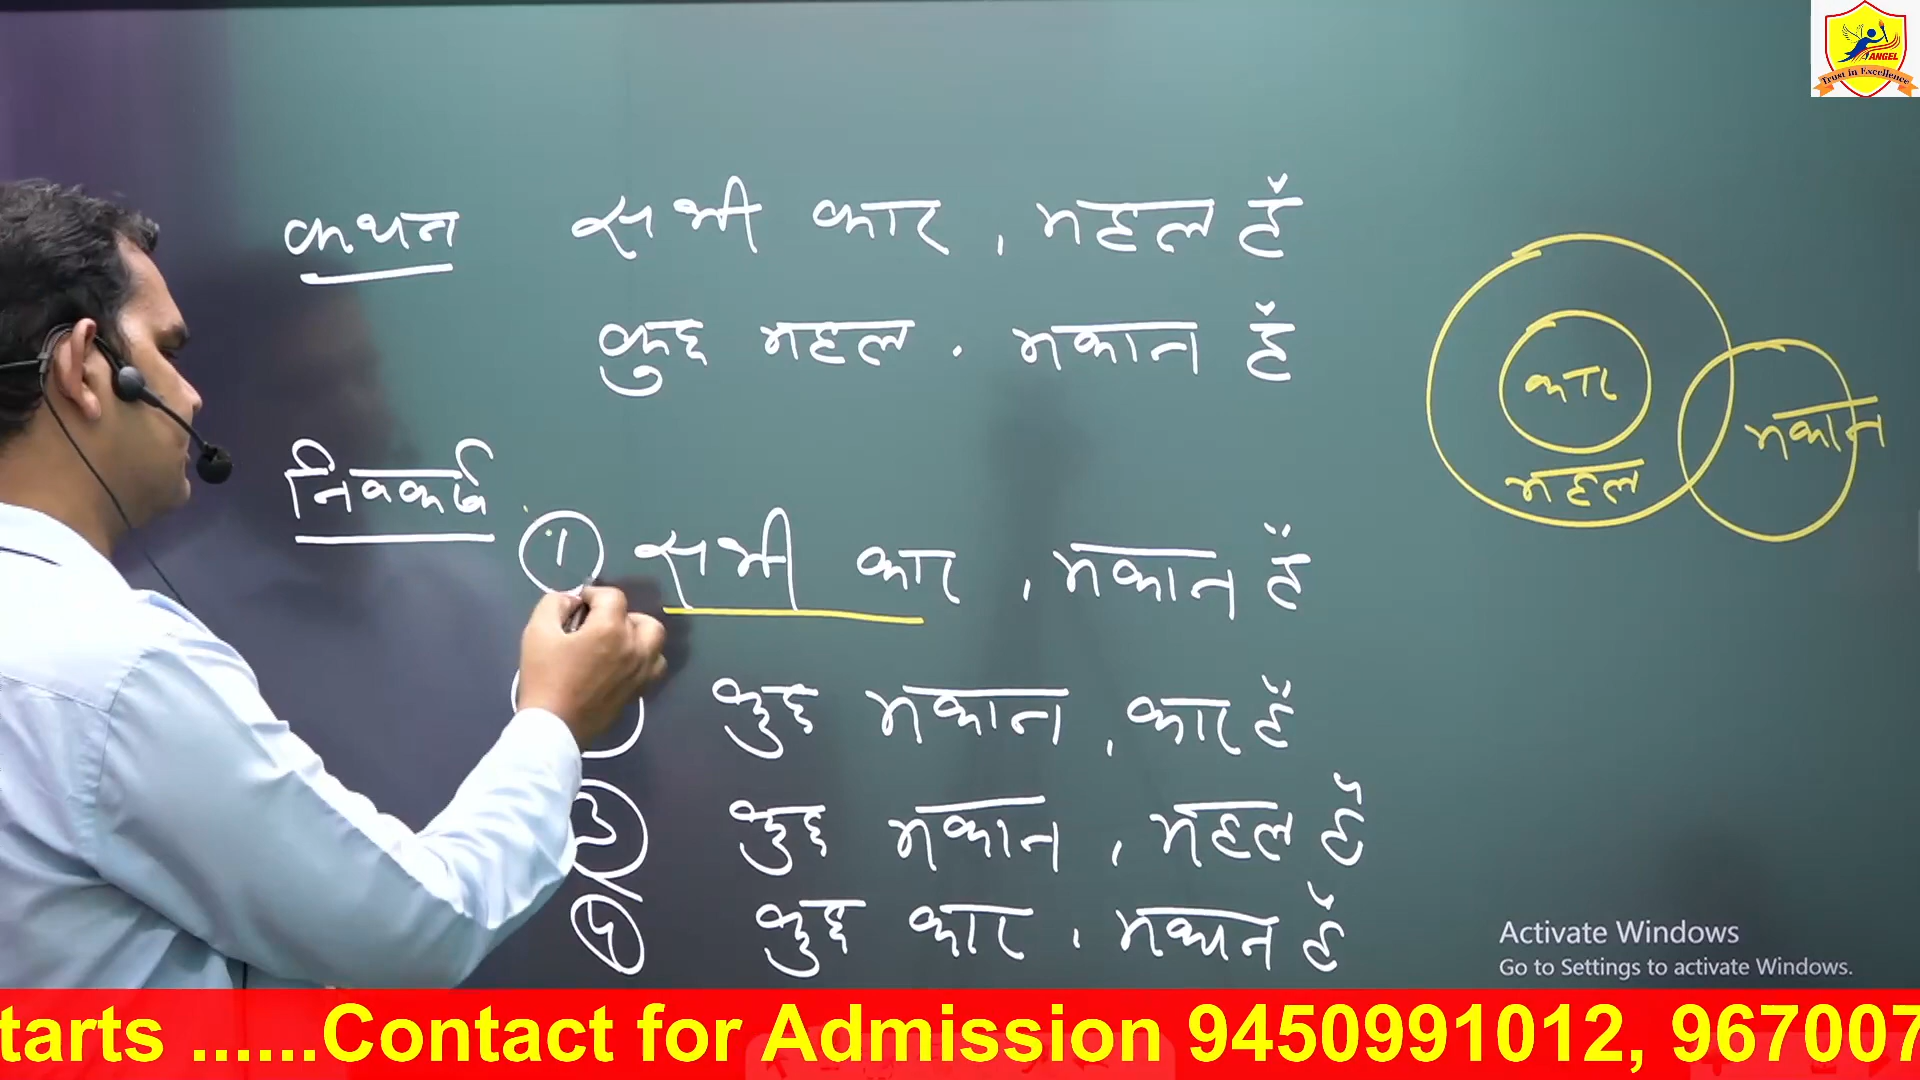 ANGEL
Trust in Excellence
कथन सभी कार, महल हैं
कुछ महल. मकान हैं
निष्कर्ष
1 सभी कार, मकान हैं
कुछ मकान, कार हैं
3 कुछ मकान, महल हैं
4 कुछ कार, मकान हैं
कार
महल
मकान
Activate Windows
Go to Settings to activate Windows.
tarts ......Contact for Admission 9450991012, 967007